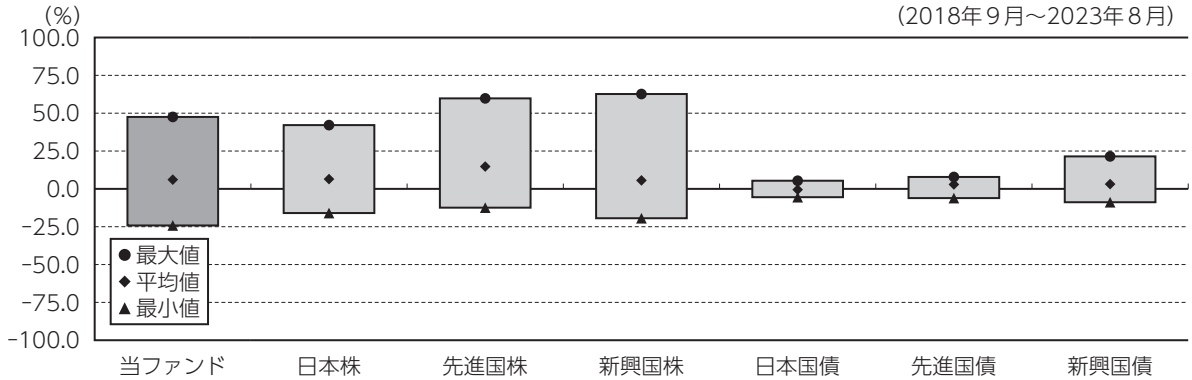 (%)
(2018年9月~2023年8月)
100.0
75.0
50.0
25.0
0.0
-25.0
-50.0
-75.0
-100.0
●最大値
◆平均値
▲最小値
当ファンド 日本株 先進国株 新興国株 日本国債 先進国債 新興国債